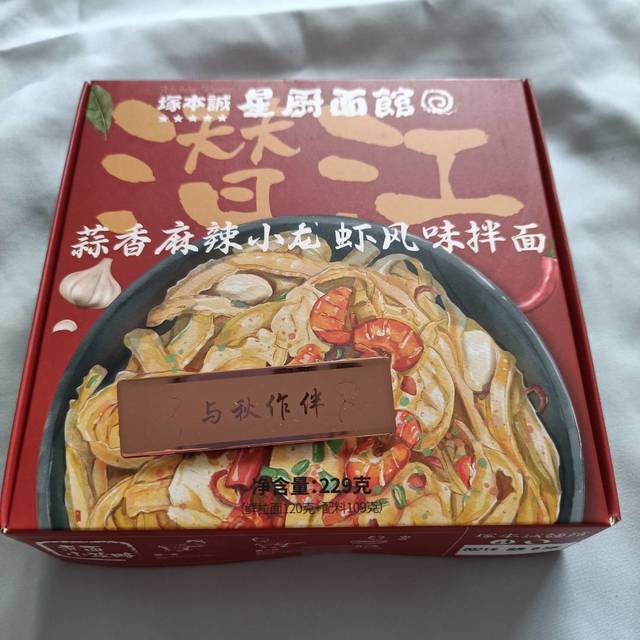 塚本誠 星厨面館
潜江
蒜香麻辣小龙虾风味拌面
与秋作伴
净含量:229克
(鲜拉面120克+配料109克)